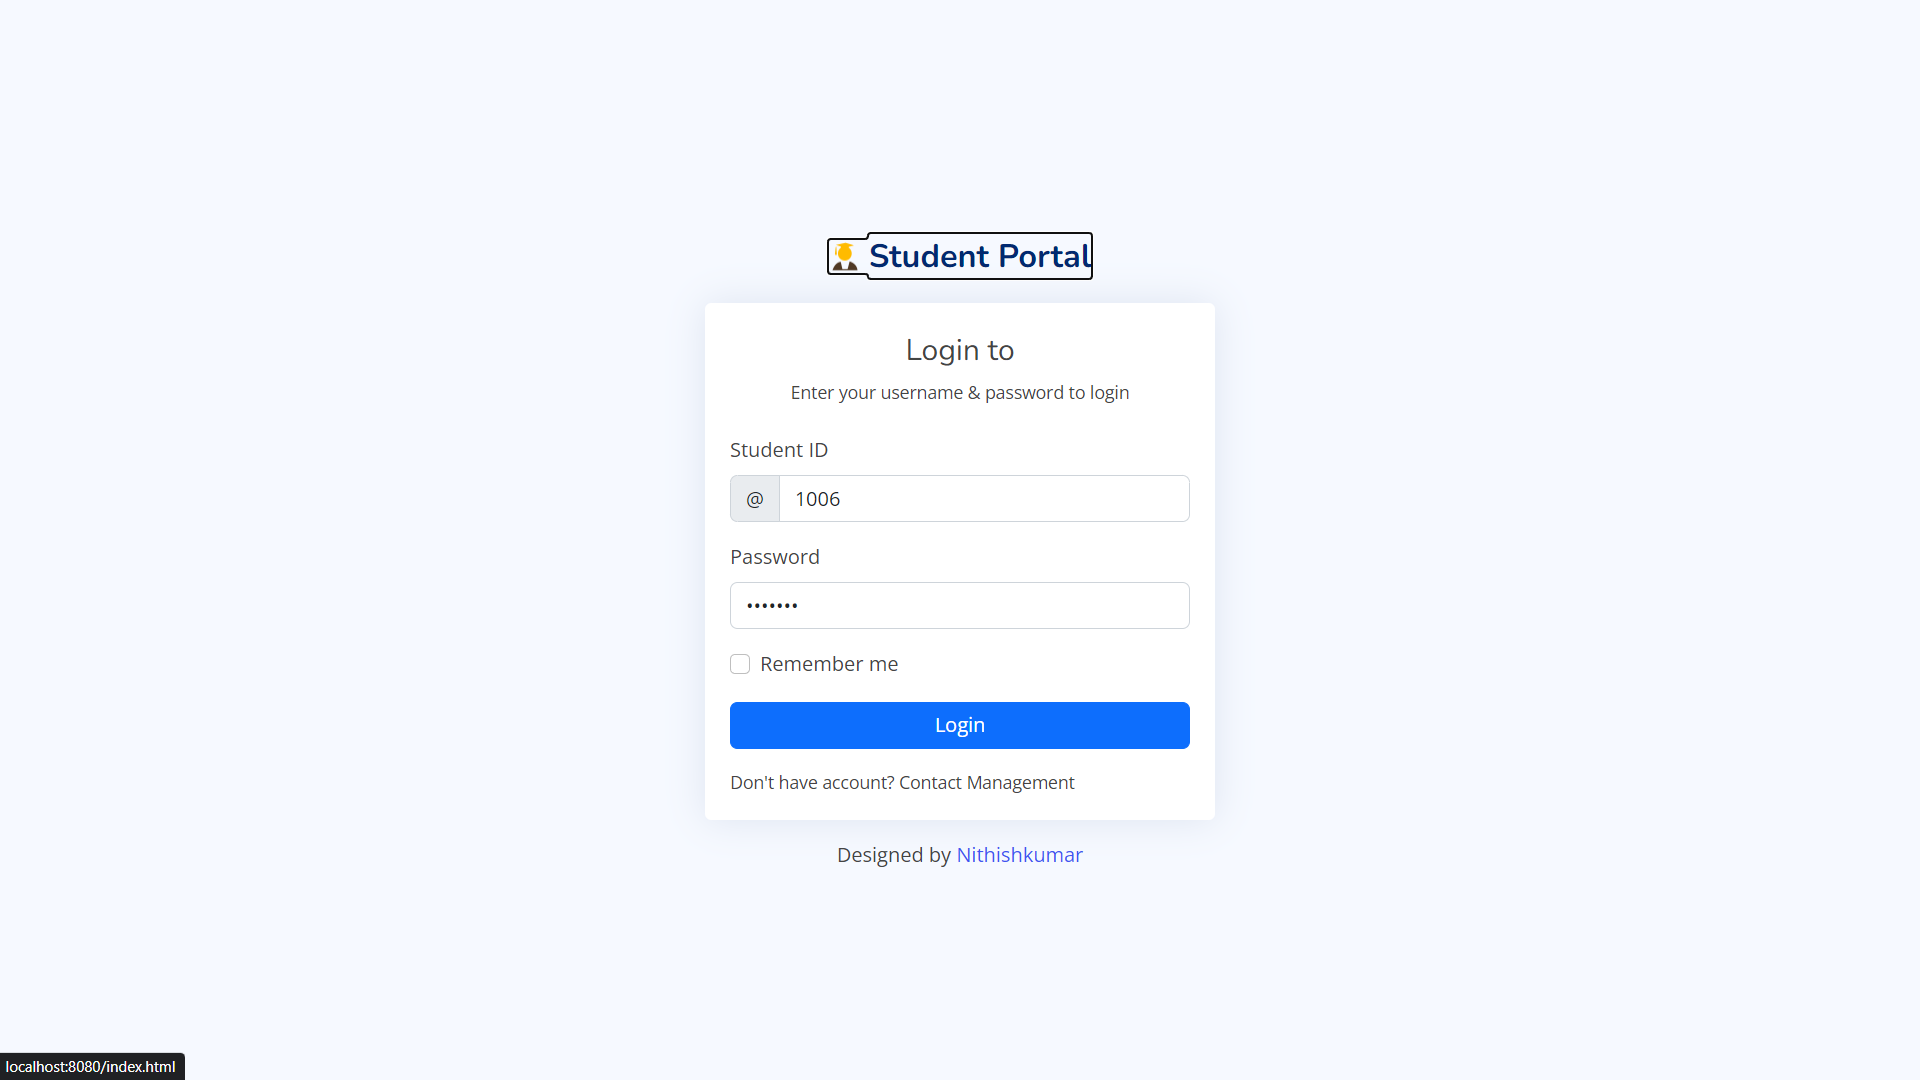 Student Portal
Login to
Enter your username & password to login
Student ID
@ 1006
Password
•••••••
Remember me
Login
Don't have account? Contact Management
Designed by Nithishkumar
localhost:8080/index.html